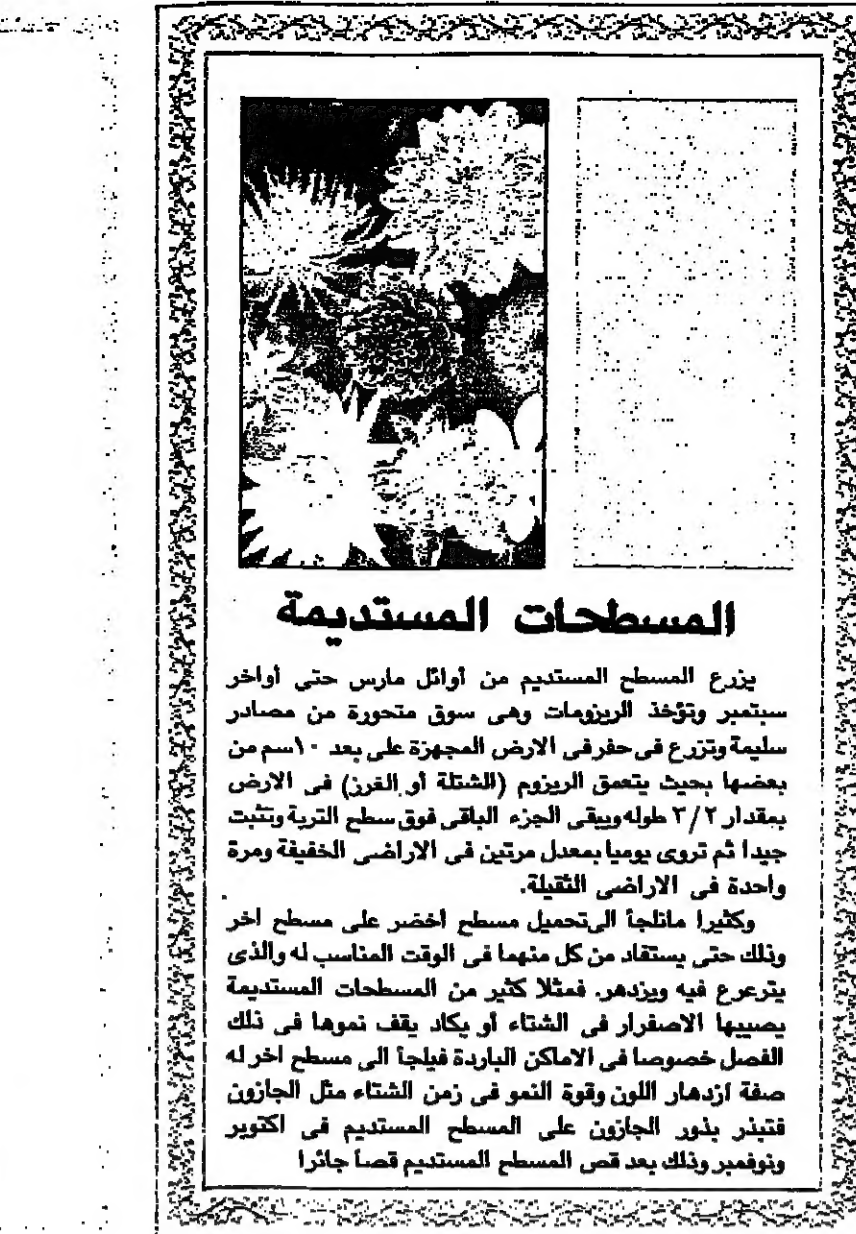 المسطحات المستديمة
يزرع المسطح المستديم من أوائل مارس حتى أواخر
سبتمبر وتؤخذ الريزومات وهى سوق متحورة من مصادر
سليمة وتزرع فى حفر فى الارض المجهزة على بعد ١٠سم من
بعضها بحيث يتعمق الريزوم (الشتلة أو الغرز) فى الارض
بمقدار ٣/٢ طوله ويبقى الجزء الباقى فوق سطح التربة وتثبت
جيدا ثم تروى يوميا بمعدل مرتين فى الاراضى الخفيفة ومرة
واحدة فى الاراضى الثقيلة.
وكثيرا مانلجأ الىتحميل مسطح أخضر على مسطح اخر
وذلك حتى يستفاد من كل منهما فى الوقت المناسب له والذى
يترعرع فيه ويزدهر. فمثلا كثير من المسطحات المستديمة
يصيبها الاصفرار فى الشتاء أو يكاد يقف نموها فى ذلك
الفصل خصوصا فى الاماكن الباردة فيلجأ الى مسطح اخر له
صفة ازدهار اللون وقوة النمو فى زمن الشتاء مثل الجازون
فتبذر بذور الجازون على المسطح المستديم فى اكتوبر
ونوفمبر وذلك بعد قص المسطح المستديم قصاً جائرا